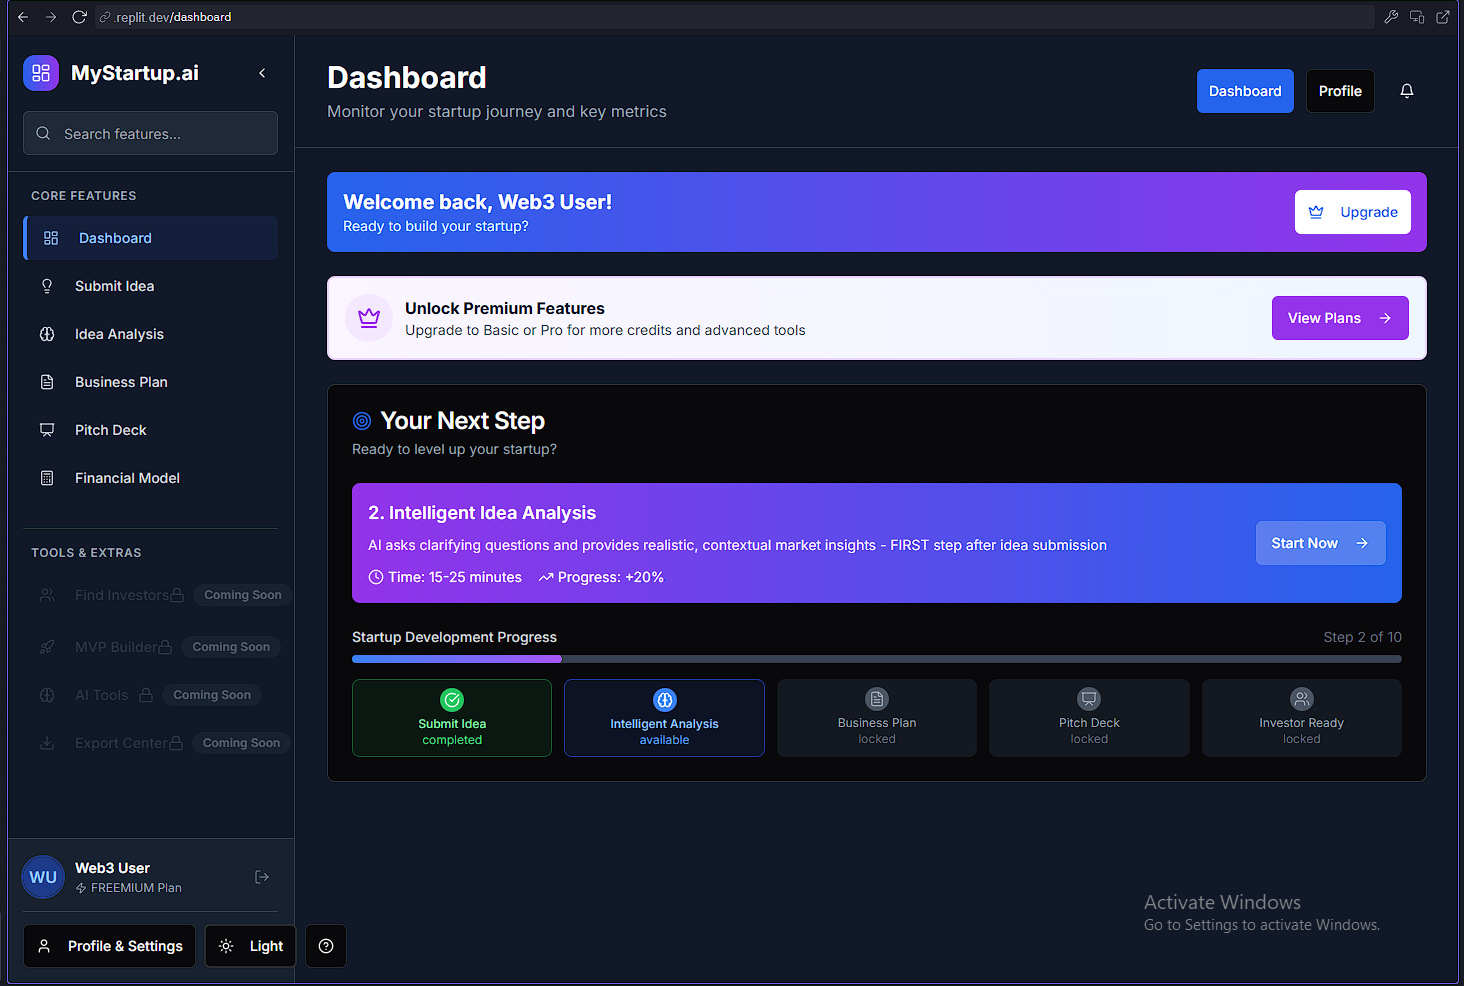 .replit.dev/dashboard
MyStartup.ai
Search features...
CORE FEATURES
Dashboard
Submit Idea
Idea Analysis
Business Plan
Pitch Deck
Financial Model
TOOLS & EXTRAS
Find Investors Coming Soon
MVP Builder Coming Soon
AI Tools Coming Soon
Export Center Coming Soon
WU
Web3 User
FREEMIUM Plan
Profile & Settings
Light
Dashboard
Monitor your startup journey and key metrics
Dashboard
Profile
Welcome back, Web3 User!
Ready to build your startup?
Upgrade
Unlock Premium Features
Upgrade to Basic or Pro for more credits and advanced tools
View Plans
Your Next Step
Ready to level up your startup?
2. Intelligent Idea Analysis
AI asks clarifying questions and provides realistic, contextual market insights - FIRST step after idea submission
Time: 15-25 minutes Progress: +20%
Start Now
Startup Development Progress Step 2 of 10
Submit Idea
completed
Intelligent Analysis
available
Business Plan
locked
Pitch Deck
locked
Investor Ready
locked
Activate Windows
Go to Settings to activate Windows.